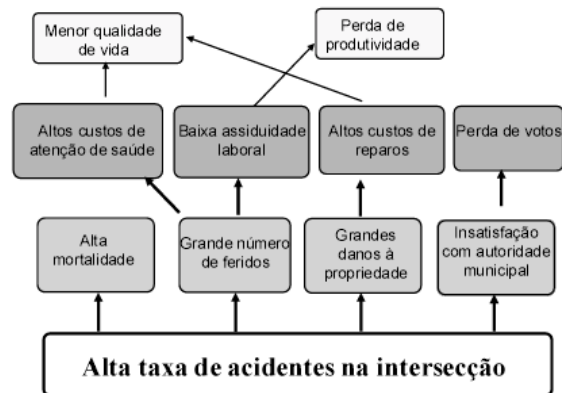 Menor qualidade
de vida
Perda de
produtividade
Altos custos de
atenção de saúde
Baixa assiduidade
laboral
Altos custos de
reparos
Perda de votos
Alta
mortalidade
Grande número
de feridos
Grandes
danos à
propriedade
Insatisfação
com autoridade
municipal
Alta taxa de acidentes na intersecção